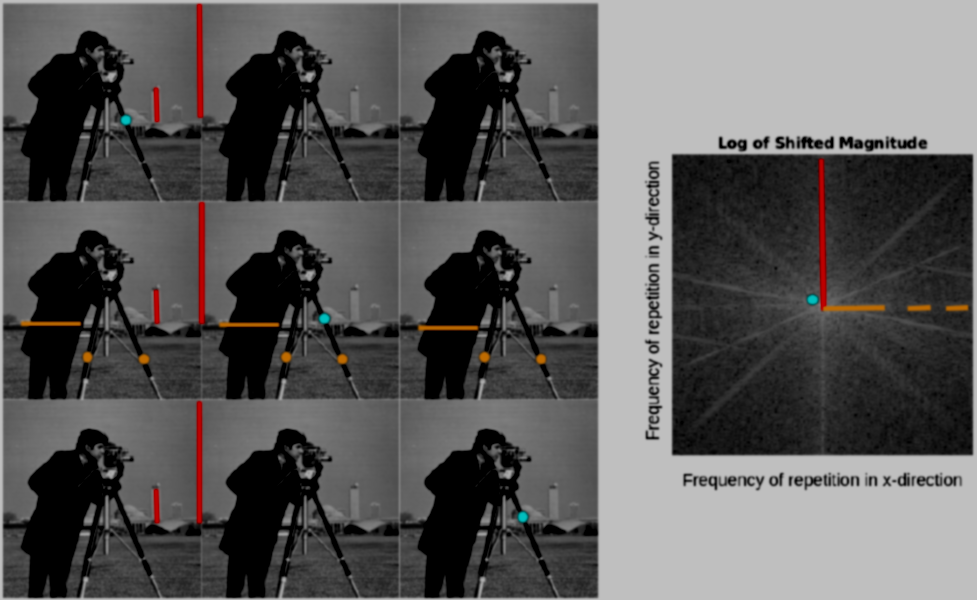 Log of Shifted Magnitude
Frequency of repetition in y-direction
Frequency of repetition in x-direction